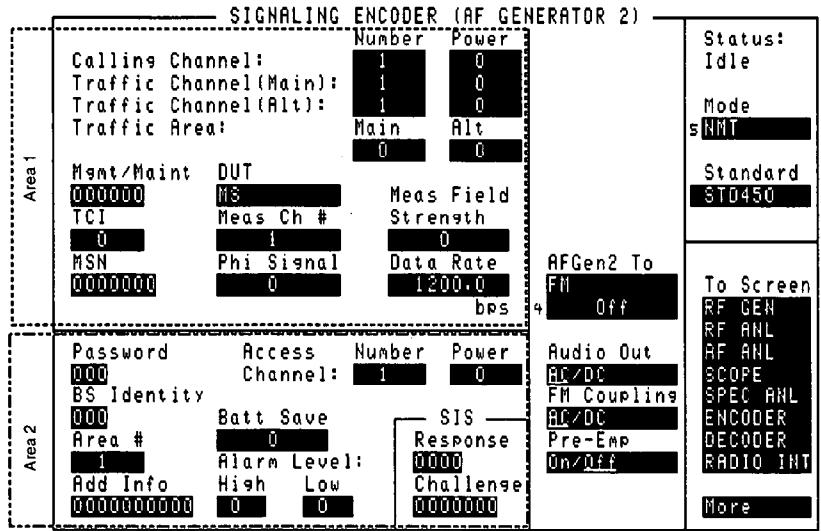 SIGNALING ENCODER (AF GENERATOR 2)
Area 1
Number Power
Calling Channel: 1 0
Traffic Channel(Main): 1 0
Traffic Channel(Alt): 1 0
Traffic Area: Main Alt
0 0
Mgmt/Maint DUT
000000 MS Meas Field
TCI Meas Ch # Strength
0 1 0
MSN Phi Signal Data Rate
0000000 0 1200.0
bps
Area 2
Password Access Number Power
000 Channel: 1 0
BS Identity
000 Batt Save SIS
Area # 0 Response
1 Alarm Level: 0000
Add Info High Low Challenge
0000000000 0 0 0000000
AFGen2 To
FM
4 Off
Audio Out
AC/DC
FM Coupling
AC/DC
Pre-Emp
On/Off
Status:
Idle
Mode
5 NMT
Standard
STD450
To Screen
RF GEN
RF ANL
AF ANL
SCOPE
SPEC ANL
ENCODER
DECODER
RADIO INT
More